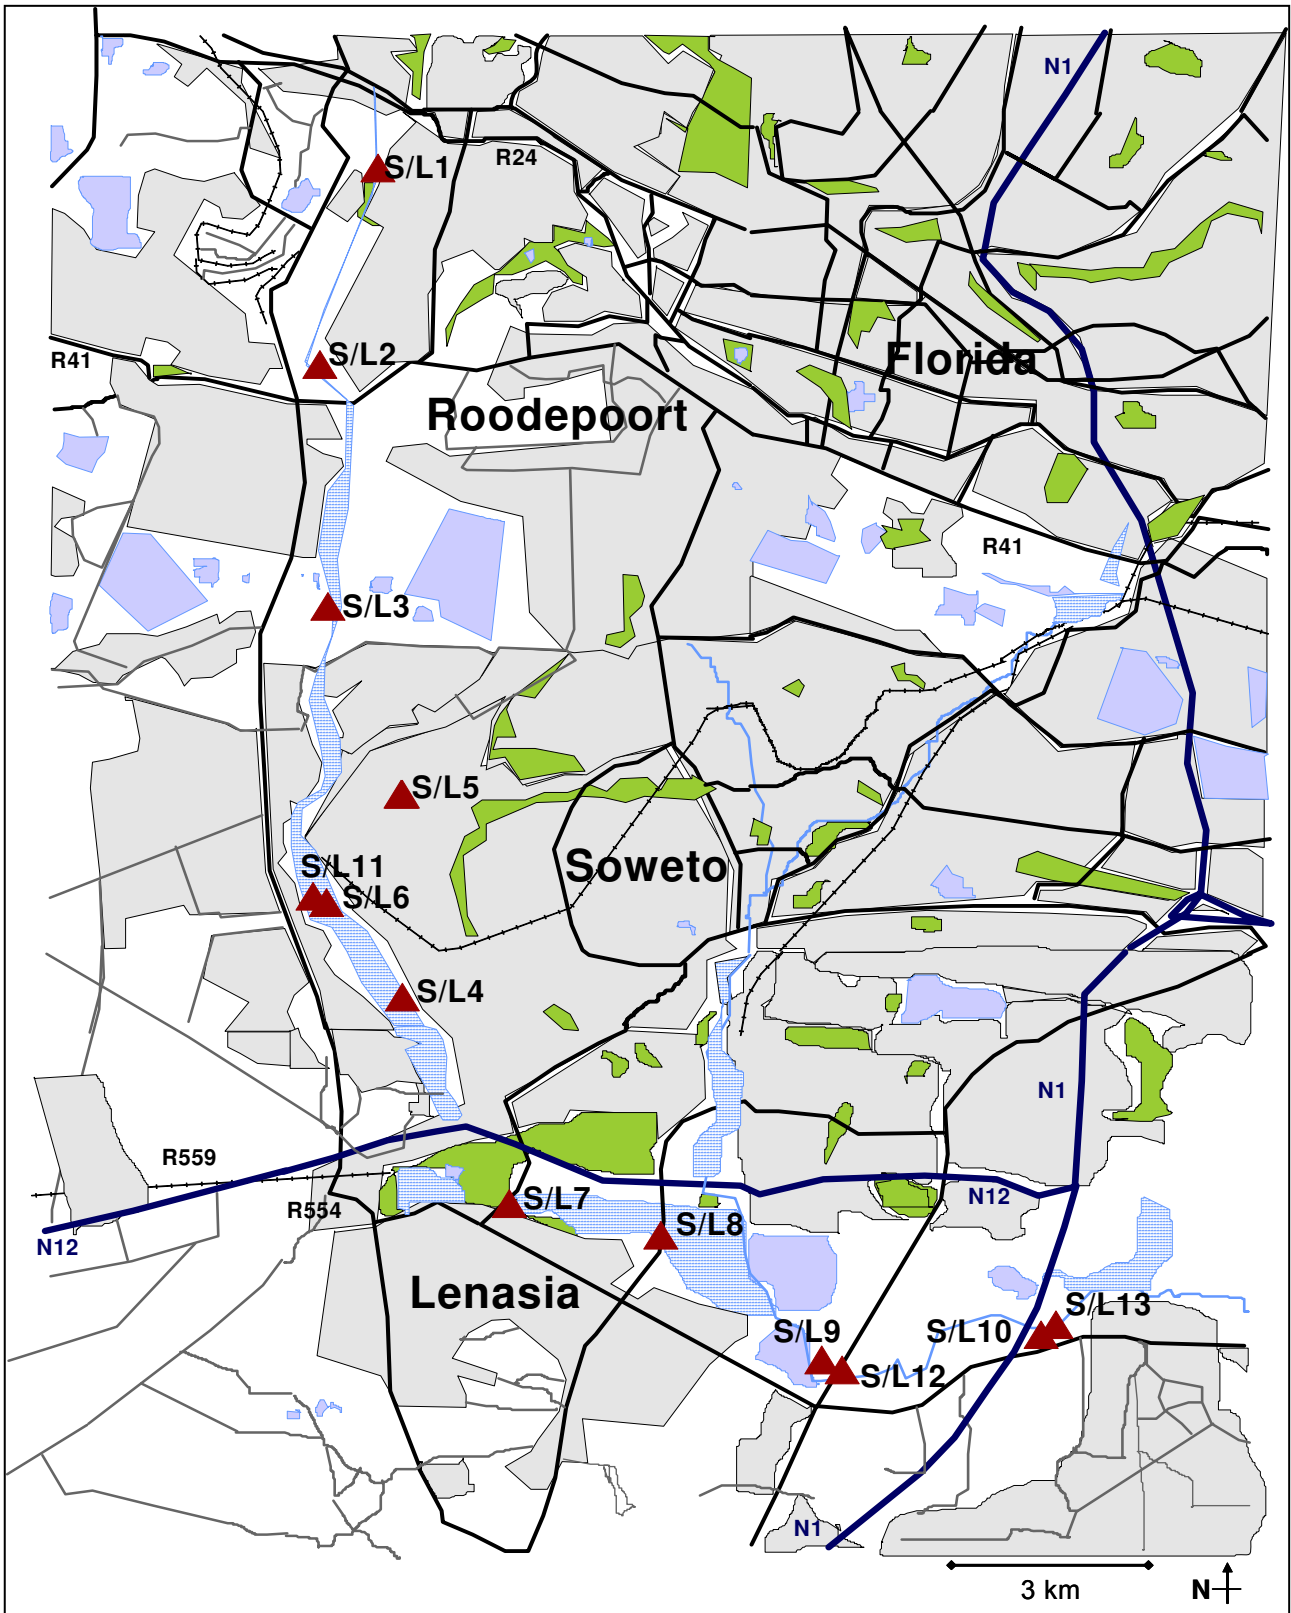 N1
R24
S/L1
S/L2
R41
Florida
Roodepoort
R41
S/L3
S/L5
Soweto
S/L11
S/L6
S/L4
N1
R559
N12
S/L7
R554
S/L8
N12
Lenasia
S/L13
S/L9
S/L10
S/L12
N1
3 km
N